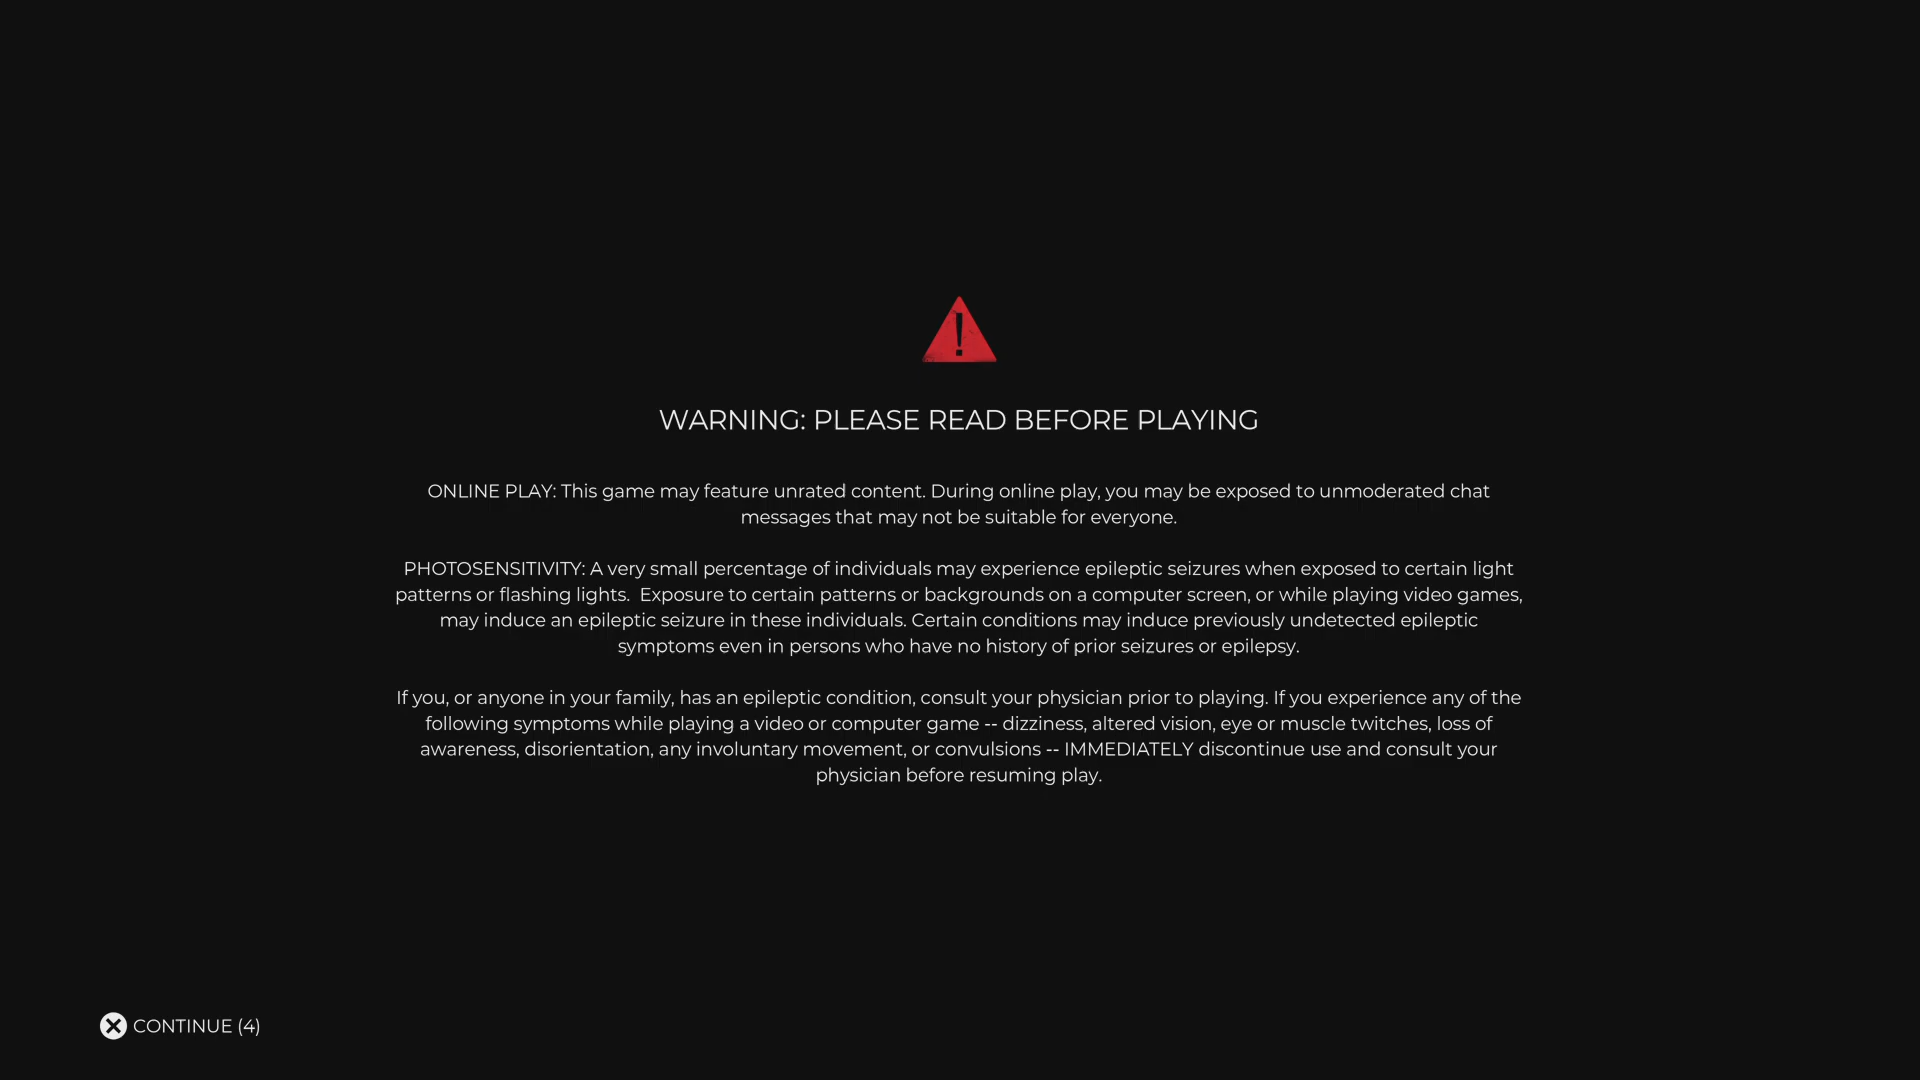 WARNING: PLEASE READ BEFORE PLAYING
ONLINE PLAY: This game may feature unrated content. During online play, you may be exposed to unmoderated chat
messages that may not be suitable for everyone.
PHOTOSENSITIVITY: A very small percentage of individuals may experience epileptic seizures when exposed to certain light
patterns or flashing lights.  Exposure to certain patterns or backgrounds on a computer screen, or while playing video games,
may induce an epileptic seizure in these individuals. Certain conditions may induce previously undetected epileptic
symptoms even in persons who have no history of prior seizures or epilepsy.
If you, or anyone in your family, has an epileptic condition, consult your physician prior to playing. If you experience any of the
following symptoms while playing a video or computer game -- dizziness, altered vision, eye or muscle twitches, loss of
awareness, disorientation, any involuntary movement, or convulsions -- IMMEDIATELY discontinue use and consult your
physician before resuming play.
CONTINUE (4)